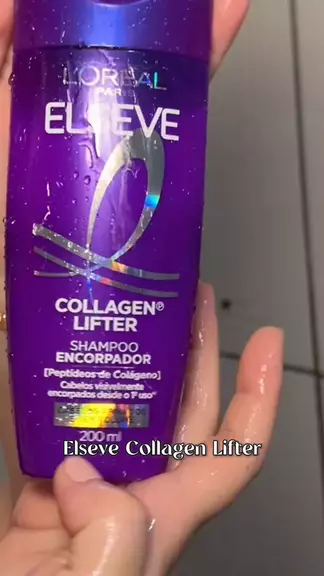 L'ORÉAL
PARIS
ELSEVE
COLLAGEN
LIFTER
SHAMPOO
ENCORPADOR
[Peptídeos de Colágeno]
Cabelos visivelmente
encorpados desde o 1º uso*
200 ml
Elseve Collagen Lifter